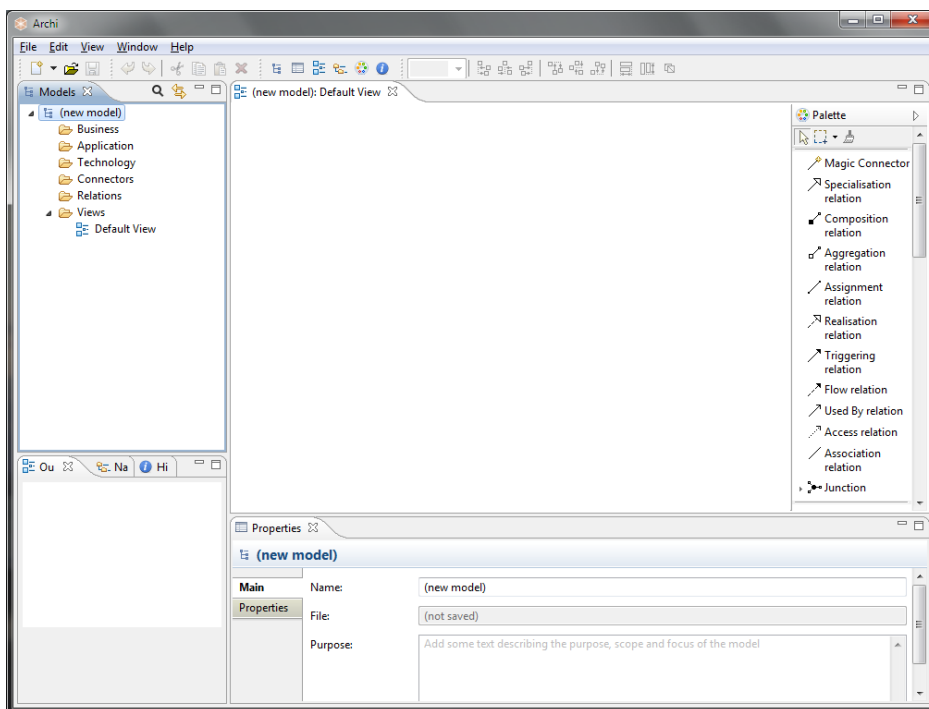 Archi
File Edit View Window Help
Models
(new model)
Business
Application
Technology
Connectors
Relations
Views
Default View
Ou Na Hi
(new model): Default View
Palette
Magic Connector
Specialisation
relation
Composition
relation
Aggregation
relation
Assignment
relation
Realisation
relation
Triggering
relation
Flow relation
Used By relation
Access relation
Association
relation
Junction
Properties
(new model)
Main
Properties
Name: (new model)
File: (not saved)
Purpose: Add some text describing the purpose, scope and focus of the model